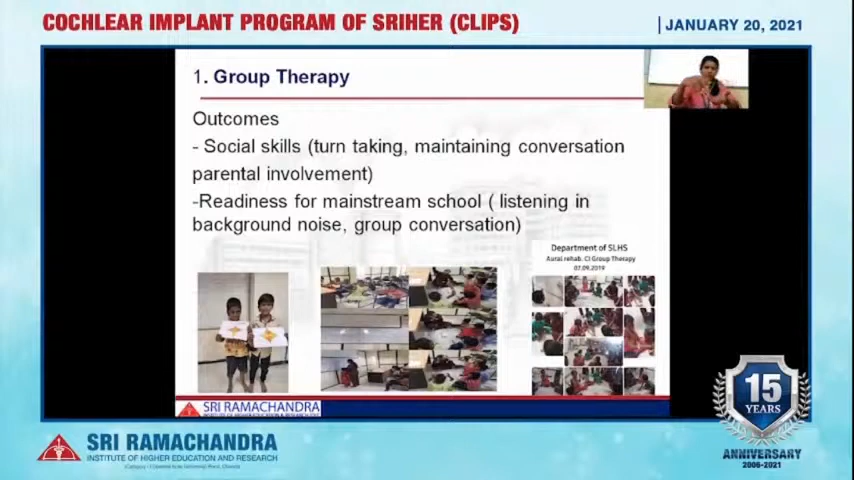 COCHLEAR IMPLANT PROGRAM OF SRIHER (CLIPS)
JANUARY 20, 2021
1. Group Therapy
Outcomes
- Social skills (turn taking, maintaining conversation
parental involvement)
-Readiness for mainstream school ( listening in
background noise, group conversation)
Department of SLHS
Aural rehab. CI Group Therapy
07.09.2019
SRI RAMACHANDRA
15
YEARS
ANNIVERSARY
2006-2021
SRI RAMACHANDRA
INSTITUTE OF HIGHER EDUCATION AND RESEARCH